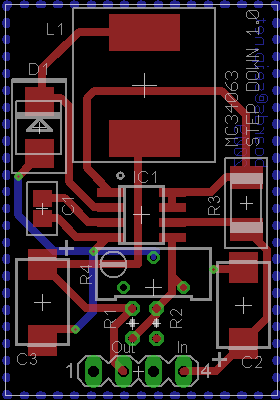 L1
D1
MC34063
STEP DOWN 1.0
IC1
C1
R3
R4
R1
R2
C3
C2
Out
In
1
4